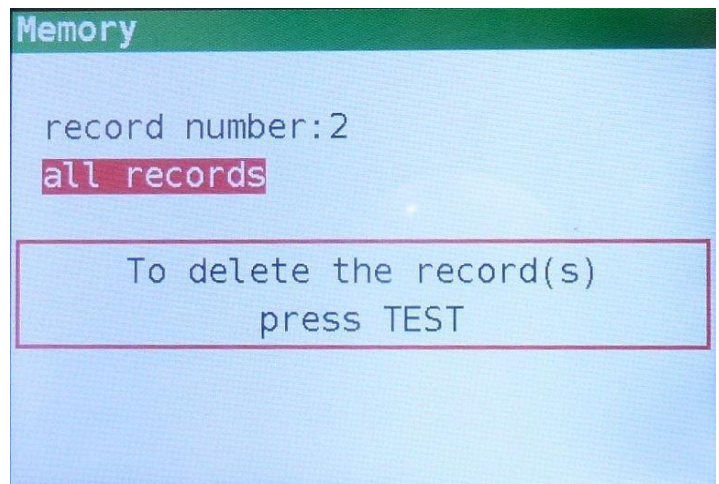 Memory
record number:2
all records
To delete the record(s)
press TEST